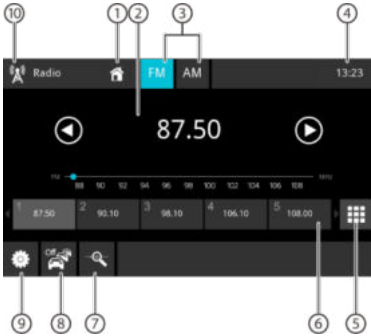 10 1 2 3 4
Radio FM AM 13:23
87.50
FM MHz
88 90 92 94 96 98 100 102 104 106 108
1 87.50 2 90.10 3 98.10 4 106.10 5 108.00
Off
9 8 7 6 5